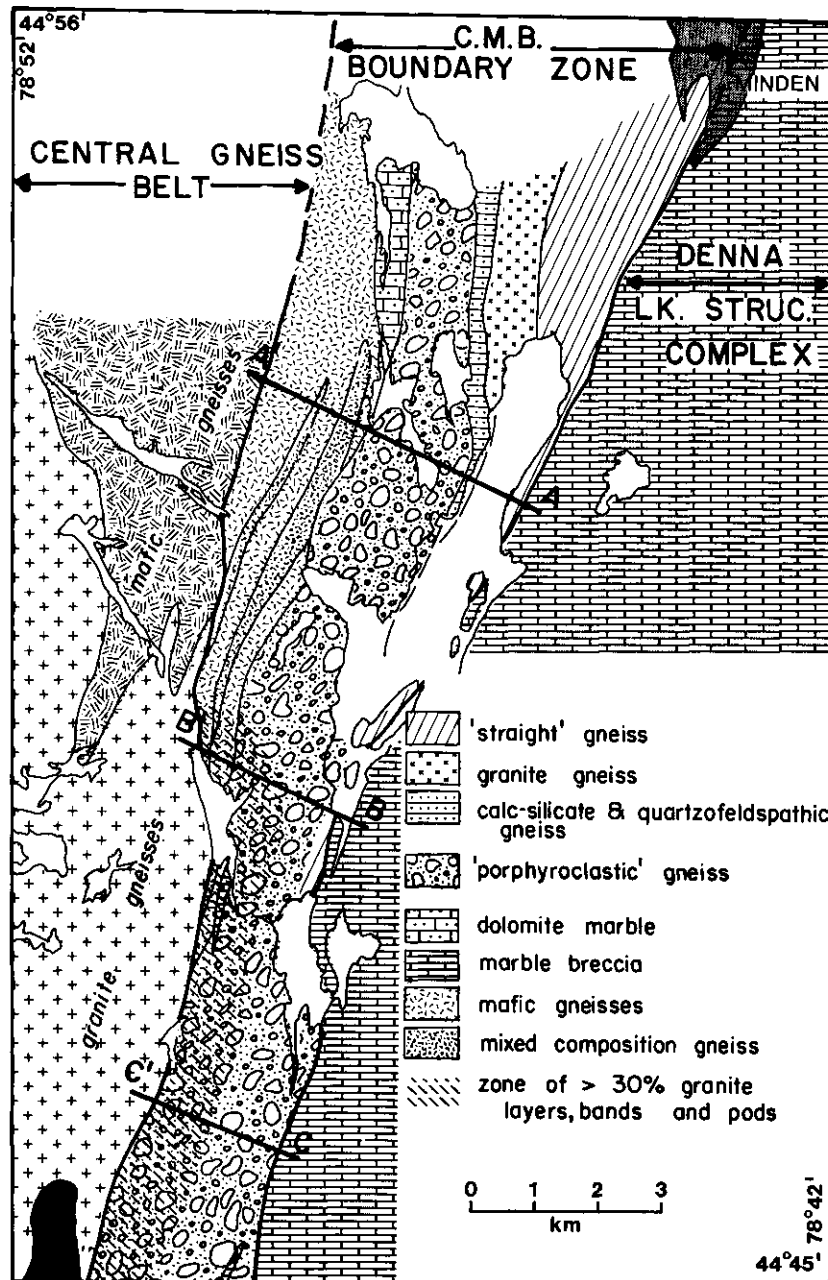 44°56'
78°52'
C.M.B.
BOUNDARY ZONE
MINDEN
CENTRAL GNEISS
BELT
DENNA
LK. STRUC.
COMPLEX
A'
gneisses
mafic
A
B'
B
gneisses
granite
C'
C
'straight' gneiss
granite gneiss
calc-silicate & quartzofeldspathic
gneiss
'porphyroclastic' gneiss
dolomite marble
marble breccia
mafic gneisses
mixed composition gneiss
zone of > 30% granite
layers, bands and pods
0 1 2 3
km
78°42'
44°45'